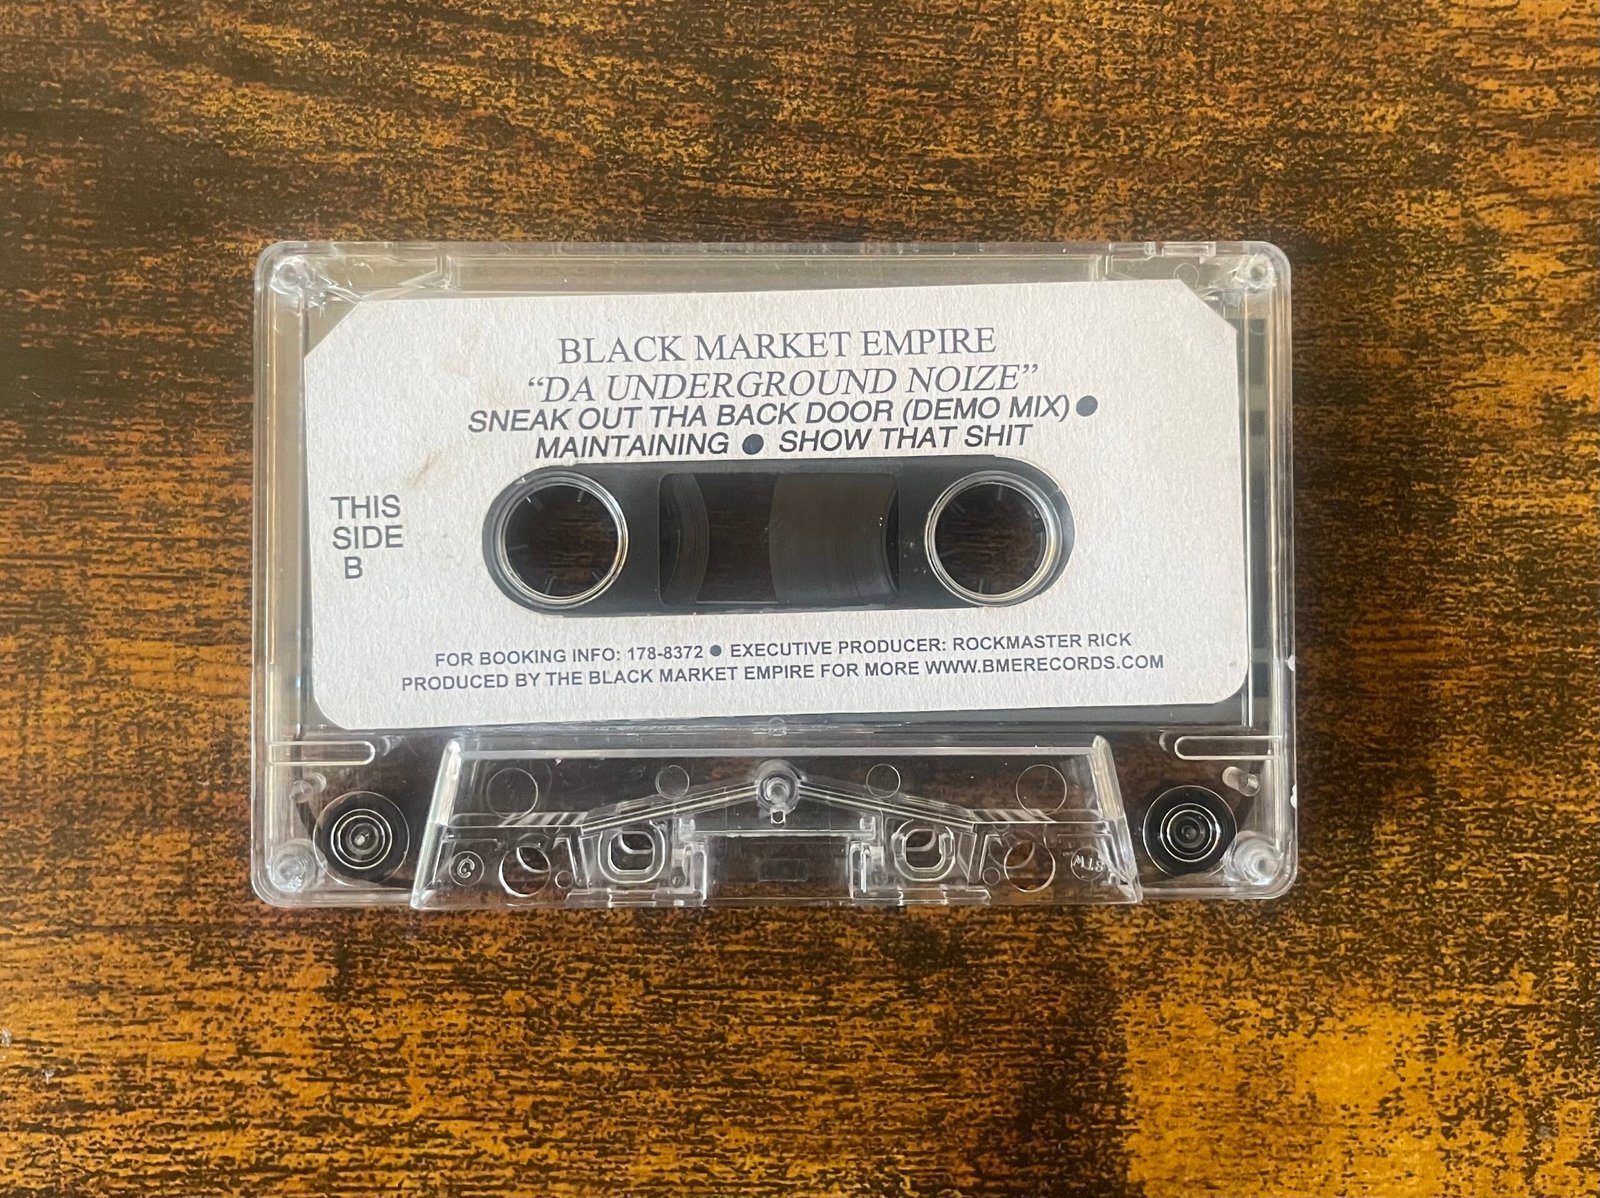 BLACK MARKET EMPIRE
“DA UNDERGROUND NOIZE”
SNEAK OUT THA BACK DOOR (DEMO MIX) ●
MAINTAINING ● SHOW THAT SHIT
THIS
SIDE
B
FOR BOOKING INFO: 178-8372 ● EXECUTIVE PRODUCER: ROCKMASTER RICK
PRODUCED BY THE BLACK MARKET EMPIRE FOR MORE WWW.BMERECORDS.COM